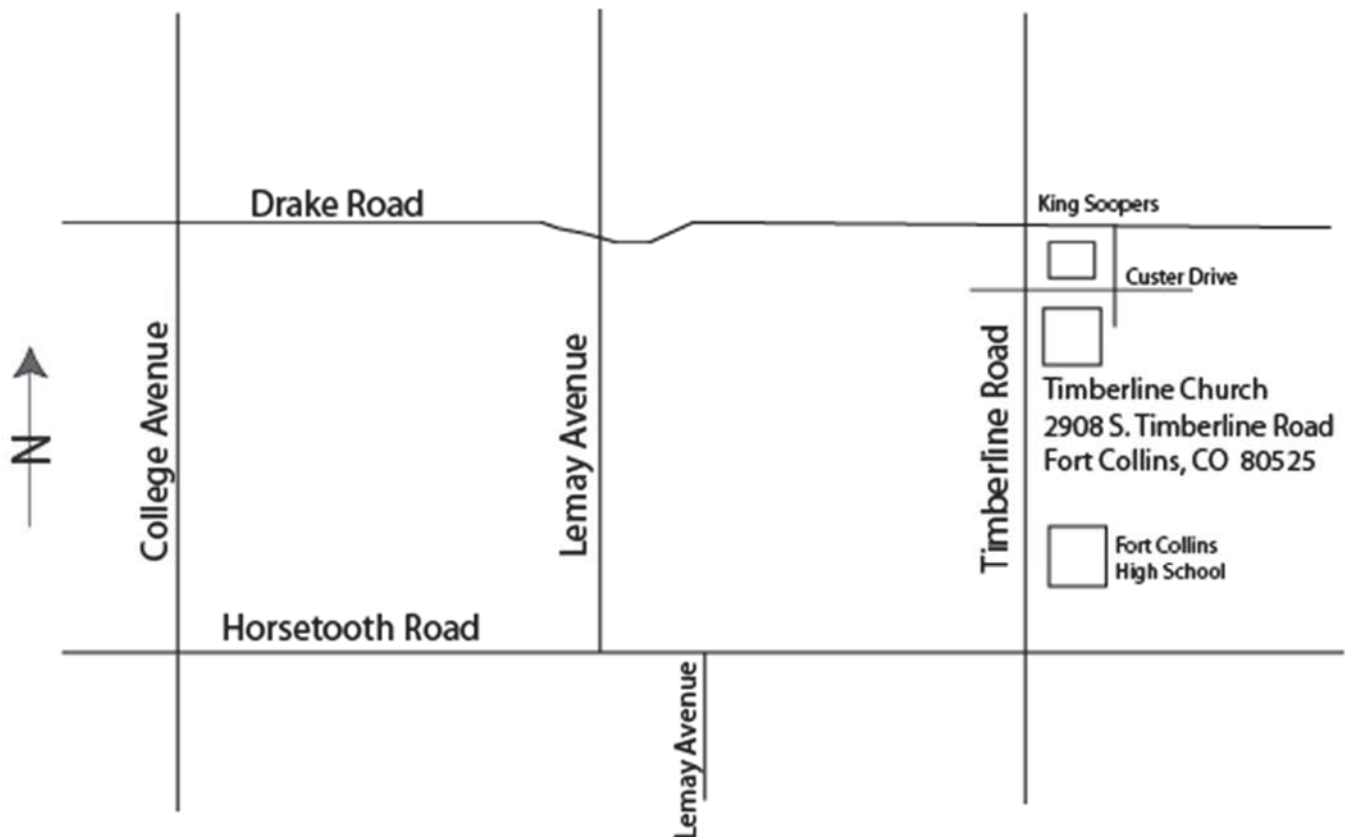 Drake Road
King Soopers
Custer Drive
College Avenue
Lemay Avenue
Timberline Road
Timberline Church
2908 S. Timberline Road
Fort Collins, CO 80525
N
Fort Collins
High School
Horsetooth Road
Lemay Avenue